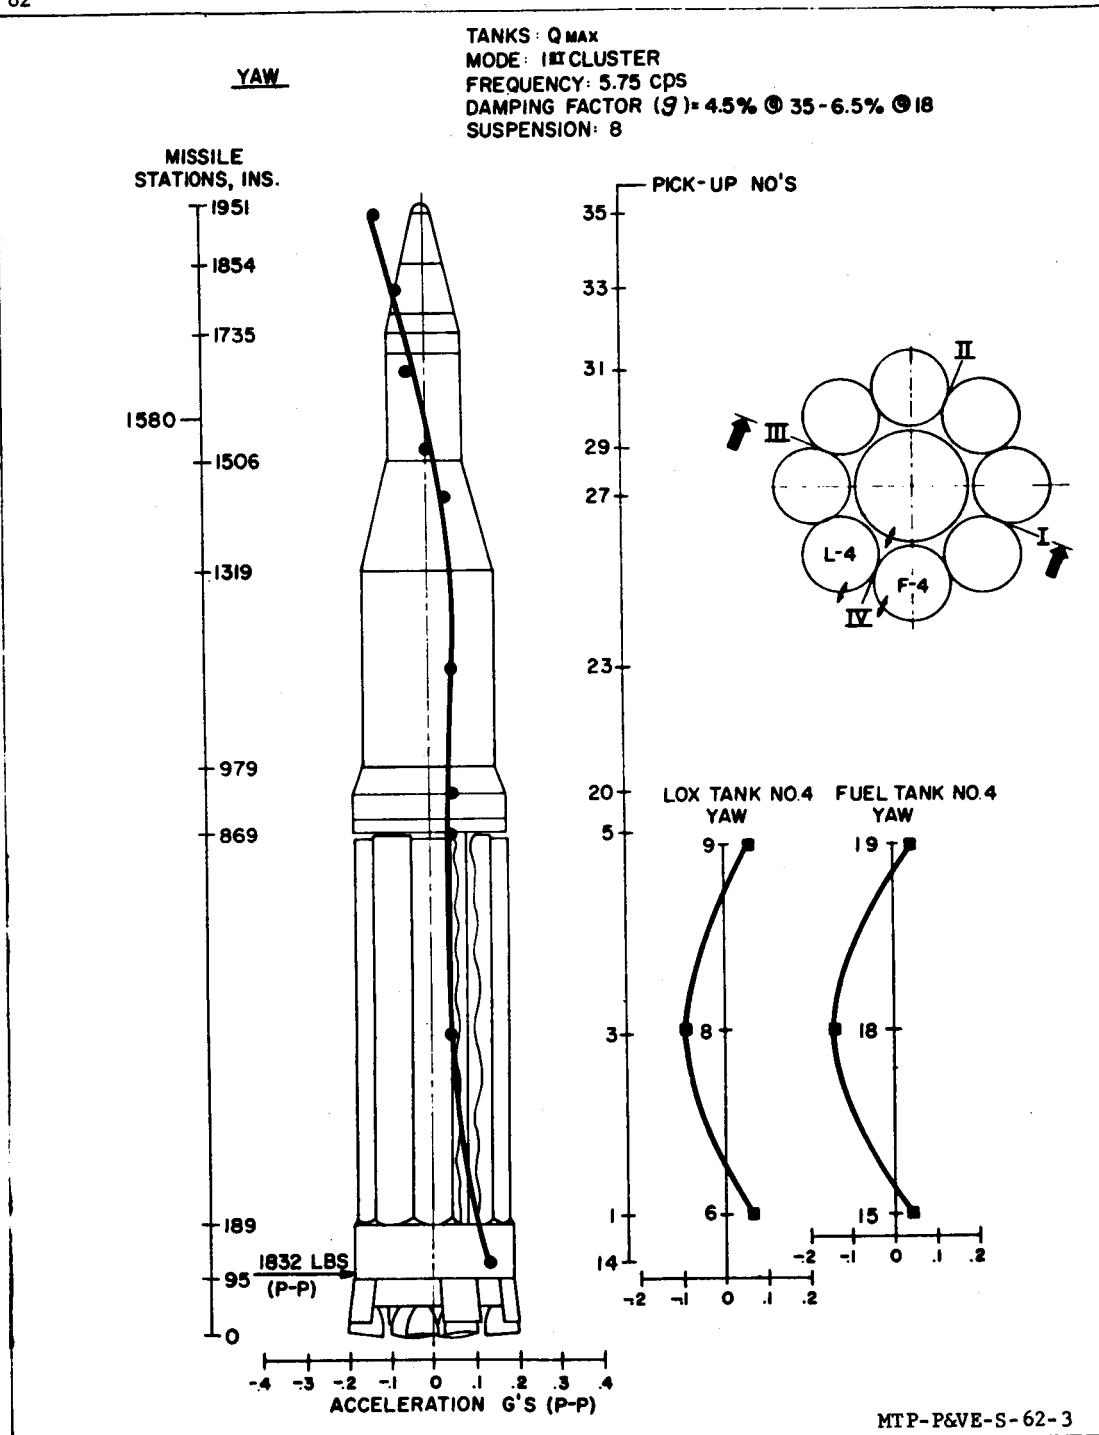 82
TANKS: Q MAX
MODE: 1ST CLUSTER
FREQUENCY: 5.75 CPS
DAMPING FACTOR (g)= 4.5% @ 35-6.5% @ 18
SUSPENSION: 8
YAW
MISSILE
STATIONS, INS.
1951
1854
1735
1580
1506
1319
979
869
189
95
0
1832 LBS
(P-P)
-.4 -.3 -.2 -.1 0 .1 .2 .3 .4
ACCELERATION G'S (P-P)
PICK-UP NO'S
35
33
31
29
27
23
20
5
3
1
14
II
III
I
L-4
F-4
IV
LOX TANK NO.4
YAW
9
8
6
-.2 -.1 0 .1 .2
FUEL TANK NO.4
YAW
19
18
15
-.2 -.1 0 .1 .2
MTP-P&VE-S-62-3